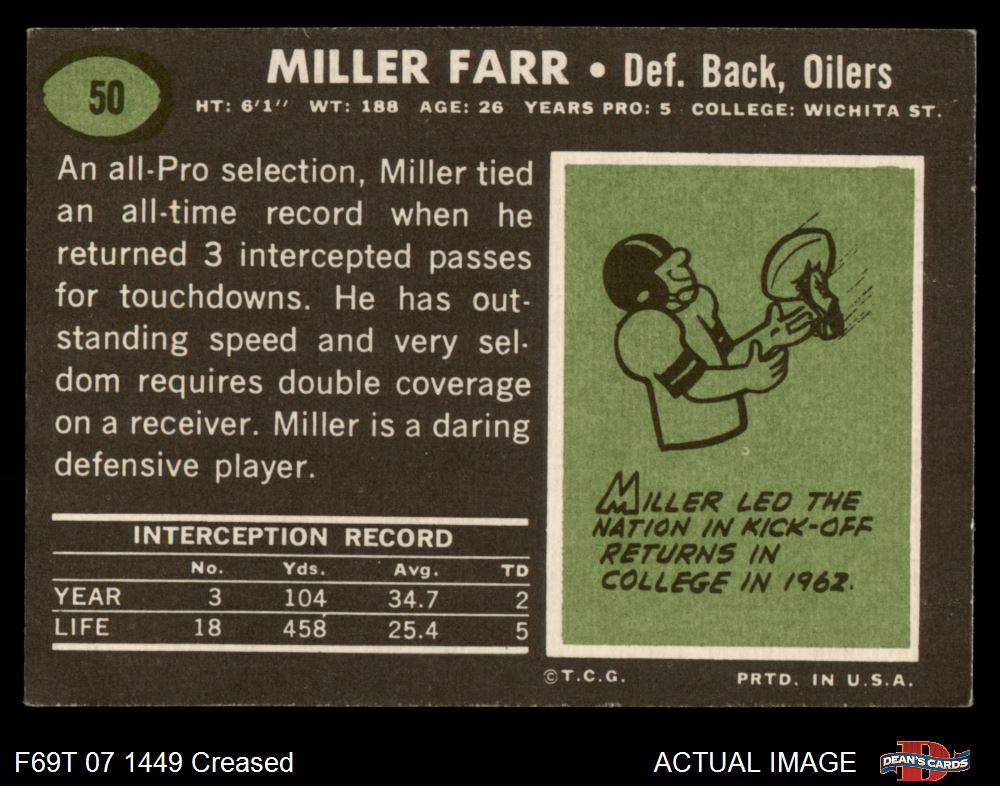 50
MILLER FARR • Def. Back, Oilers
HT: 6'1" WT: 188 AGE: 26 YEARS PRO: 5 COLLEGE: WICHITA ST.
An all-Pro selection, Miller tied
an all-time record when he
returned 3 intercepted passes
for touchdowns. He has out-
standing speed and very sel-
dom requires double coverage
on a receiver. Miller is a daring
defensive player.
INTERCEPTION RECORD
No. Yds. Avg. TD
YEAR 3 104 34.7 2
LIFE 18 458 25.4 5
MILLER LED THE
NATION IN KICK-OFF
RETURNS IN
COLLEGE IN 1962.
©T.C.G. PRTD. IN U.S.A.
F69T 07 1449 Creased
ACTUAL IMAGE
D
DEAN'S CARDS